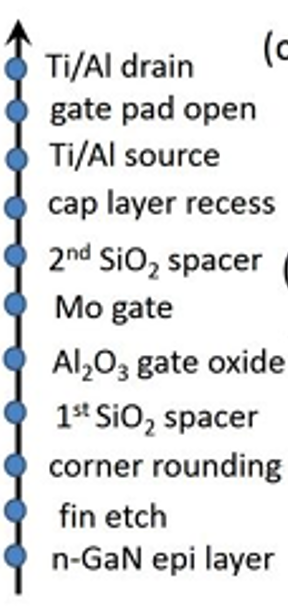 (c
Ti/Al drain
gate pad open
Ti/Al source
cap layer recess
2nd SiO2 spacer (
Mo gate
Al2O3 gate oxide
1st SiO2 spacer
corner rounding
fin etch
n-GaN epi layer